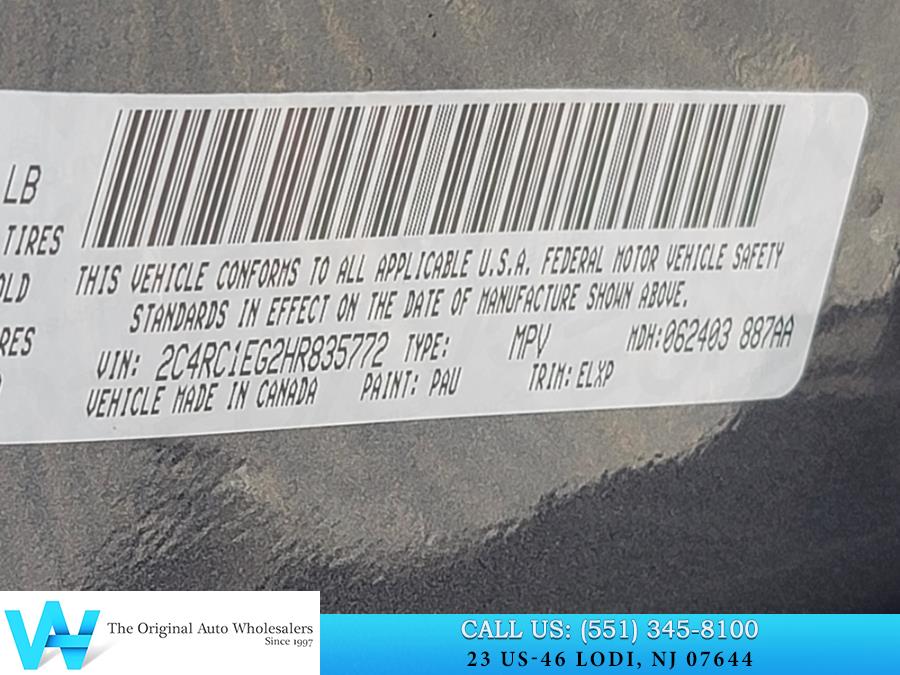 LB
TIRES
OLD
RES
THIS VEHICLE CONFORMS TO ALL APPLICABLE U.S.A. FEDERAL MOTOR VEHICLE SAFETY
STANDARDS IN EFFECT ON THE DATE OF MANUFACTURE SHOWN ABOVE.
VIN: 2C4RC1EG2HR835772 TYPE: MPV MDH:062403 887AA
VEHICLE MADE IN CANADA PAINT: PAU TRIM: ELXP
The Original Auto Wholesalers
Since 1997
CALL US: (551) 345-8100
23 US-46 LODI, NJ 07644